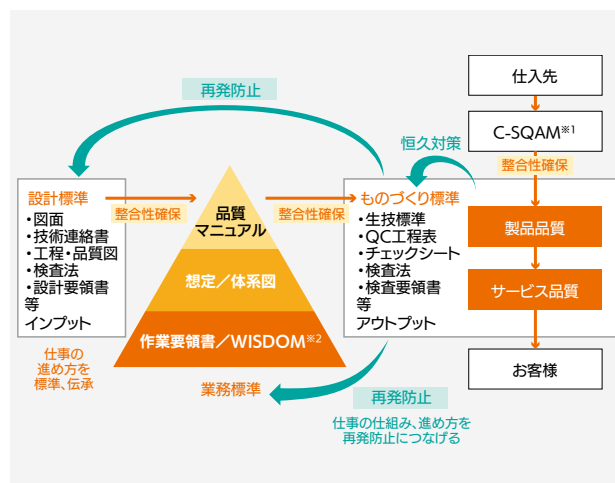 再発防止
仕入先
C-SQAM※1
恒久対策
整合性確保
設計標準
・図面
・技術連絡書
・工程・品質図
・検査法
・設計要領書
等
インプット
仕事の
進め方を
標準、伝承
整合性確保
品質
マニュアル
想定／体系図
作業要領書／WISDOM※2
業務標準
整合性確保
ものづくり標準
・生技標準
・QC工程表
・チェックシート
・検査法
・検査要領書
等
アウトプット
製品品質
サービス品質
お客様
再発防止
仕事の仕組み、進め方を
再発防止につなげる